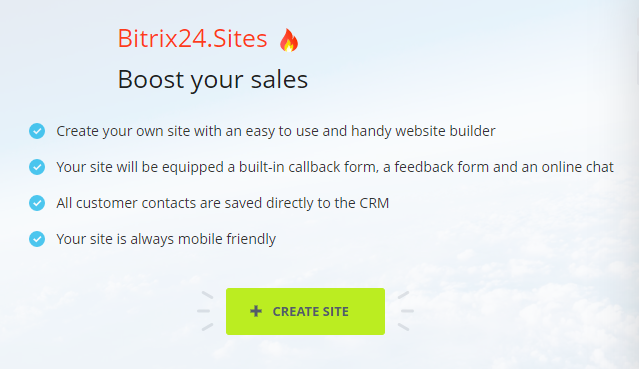 Bitrix24.Sites
Boost your sales
Create your own site with an easy to use and handy website builder
Your site will be equipped a built-in callback form, a feedback form and an online chat
All customer contacts are saved directly to the CRM
Your site is always mobile friendly
CREATE SITE